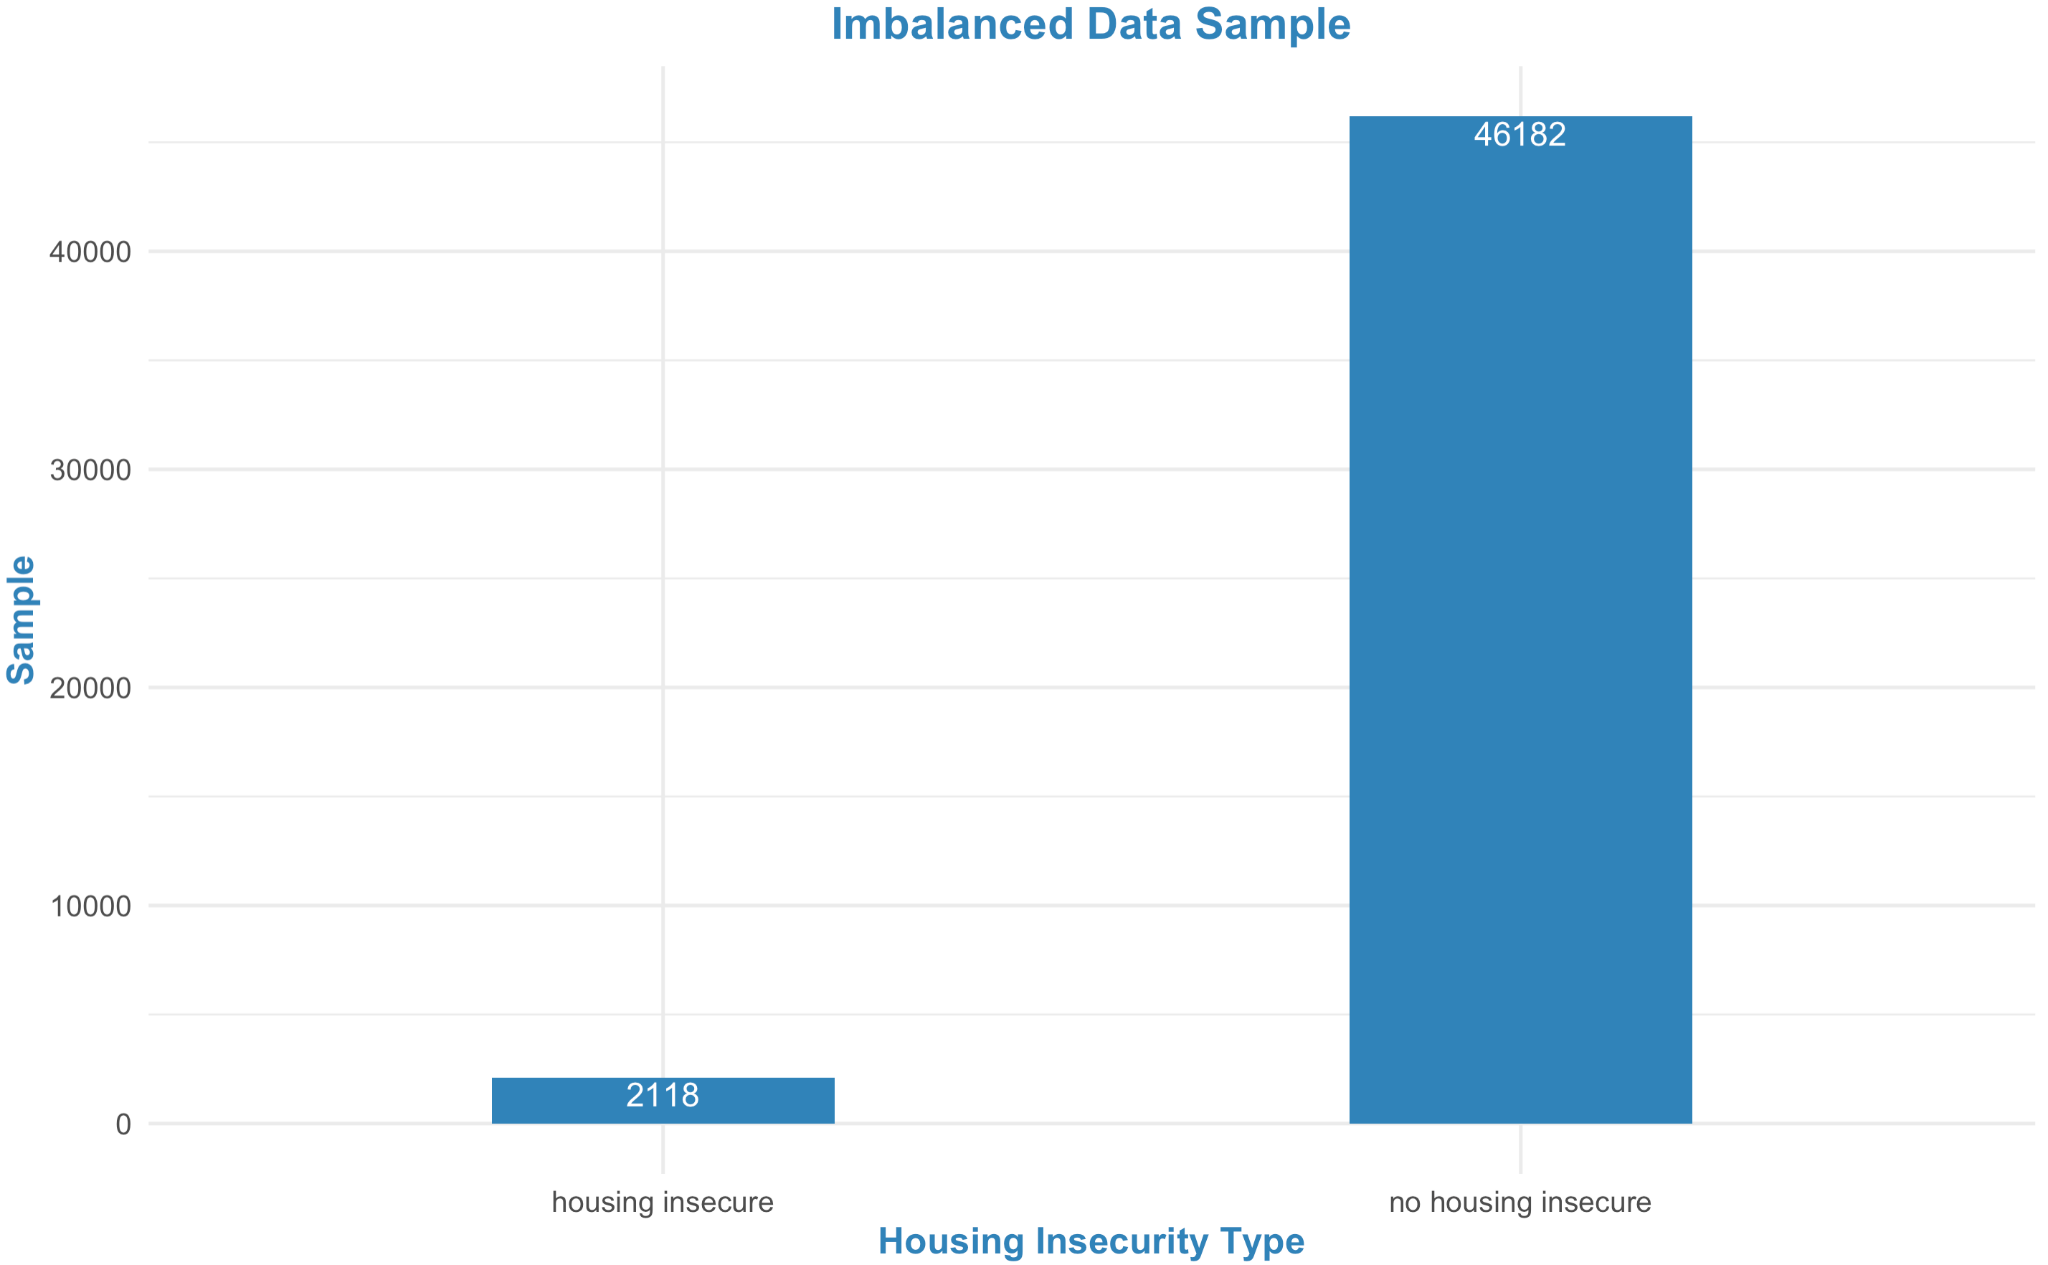 Imbalanced Data Sample
Sample
40000
30000
20000
10000
0
46182
2118
housing insecure
no housing insecure
Housing Insecurity Type